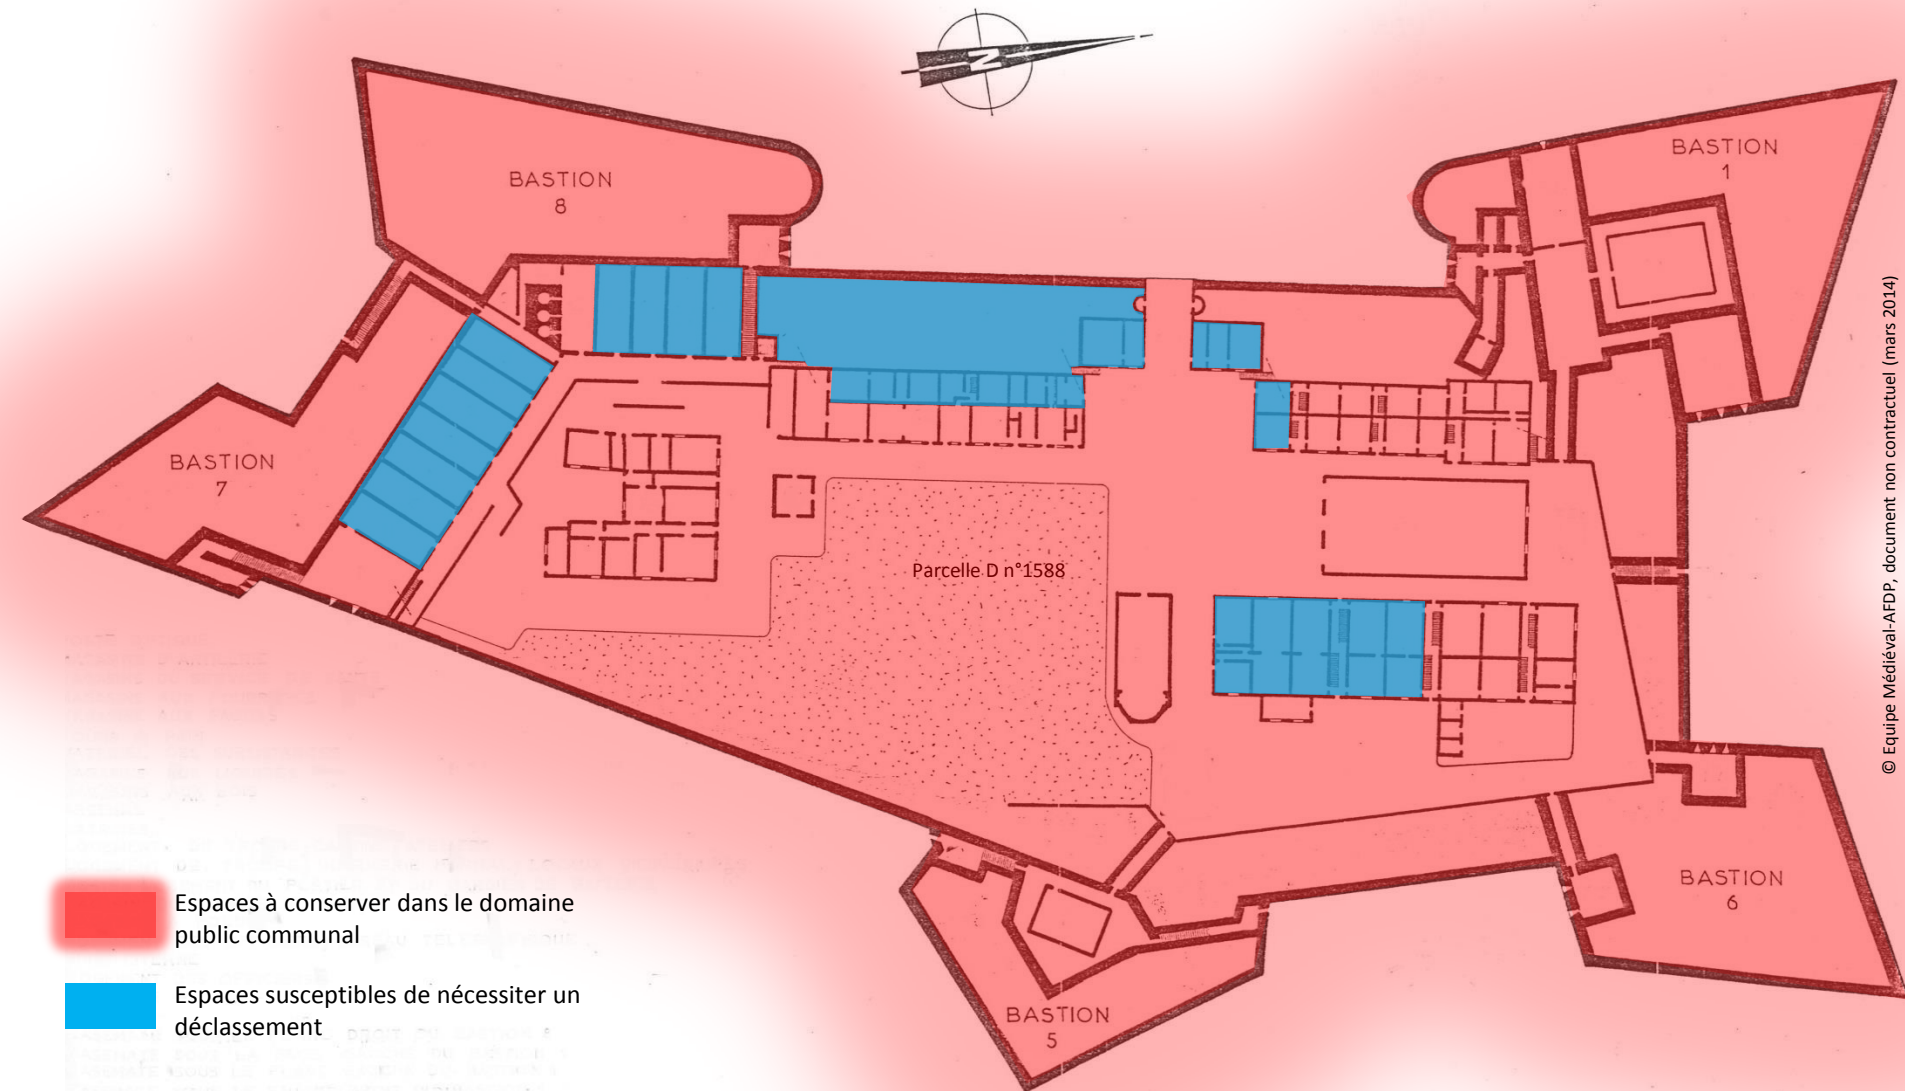 N
BASTION
8
BASTION
1
BASTION
7
Parcelle D n°1588
BASTION
6
BASTION
5
© Equipe Médiéval-AFDP, document non contractuel (mars 2014)
Espaces à conserver dans le domaine
public communal
Espaces susceptibles de nécessiter un
déclassement